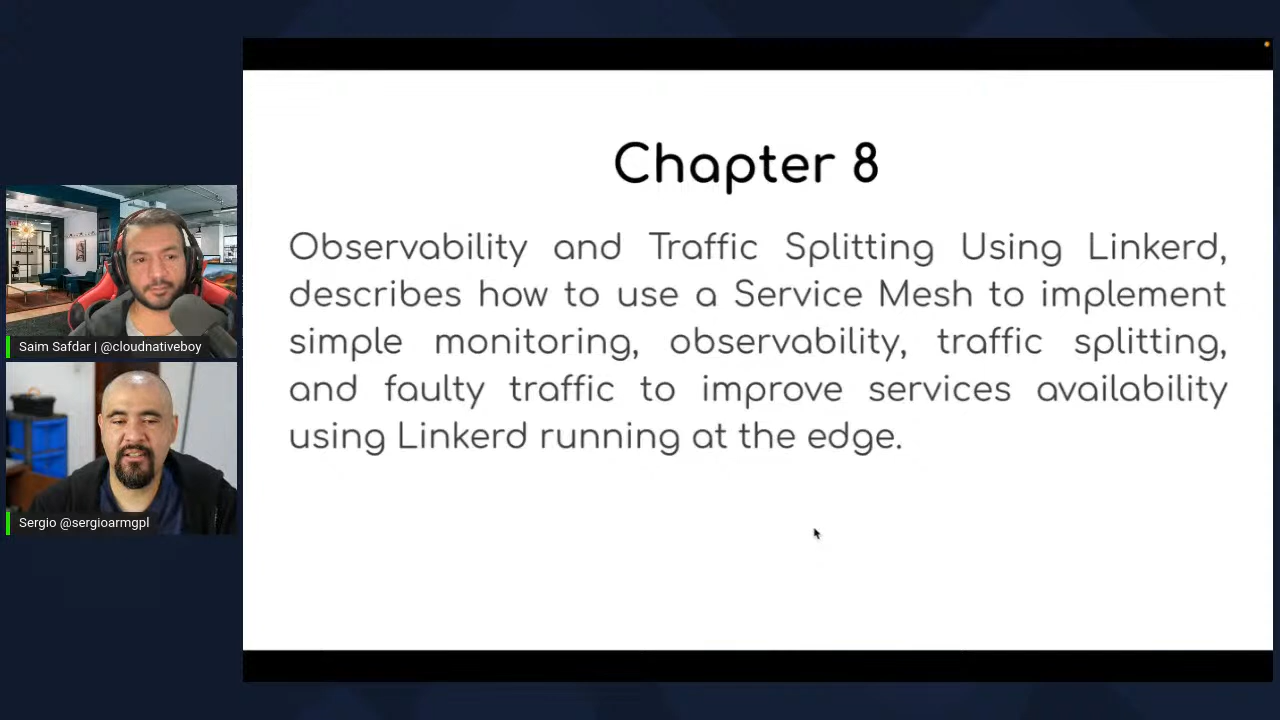 Chapter 8
Observability and Traffic Splitting Using Linkerd,
describes how to use a Service Mesh to implement
simple monitoring, observability, traffic splitting,
and faulty traffic to improve services availability
using Linkerd running at the edge.
Saim Safdar | @cloudnativeboy
Sergio @sergioarmgpl